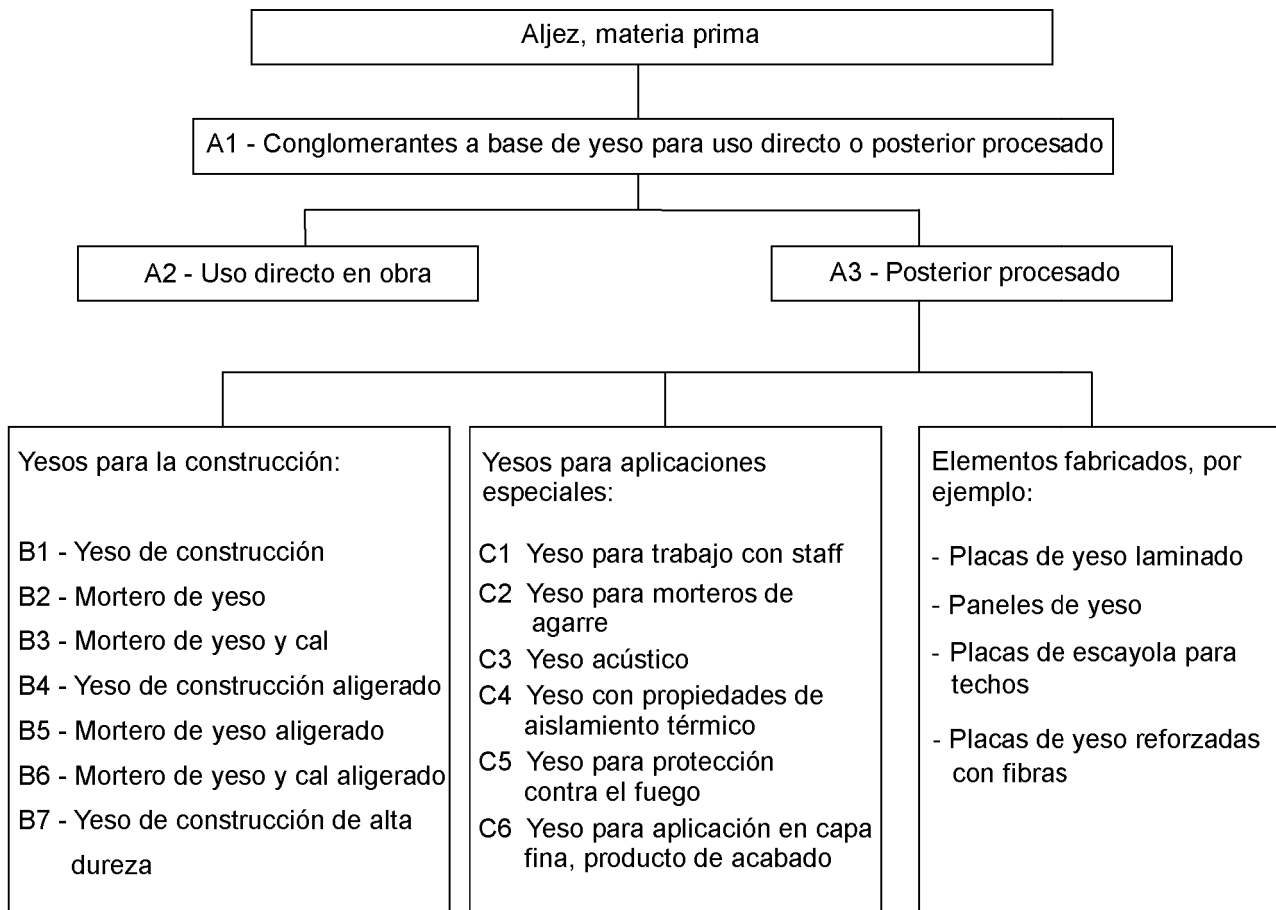 Aljez, materia prima
A1 - Conglomerantes a base de yeso para uso directo o posterior procesado
A2 - Uso directo en obra
A3 - Posterior procesado
Yesos para la construcción:
B1 - Yeso de construcción
B2 - Mortero de yeso
B3 - Mortero de yeso y cal
B4 - Yeso de construcción aligerado
B5 - Mortero de yeso aligerado
B6 - Mortero de yeso y cal aligerado
B7 - Yeso de construcción de alta
dureza
Yesos para aplicaciones
especiales:
C1 Yeso para trabajo con staff
C2 Yeso para morteros de
agarre
C3 Yeso acústico
C4 Yeso con propiedades de
aislamiento térmico
C5 Yeso para protección
contra el fuego
C6 Yeso para aplicación en capa
fina, producto de acabado
Elementos fabricados, por
ejemplo:
- Placas de yeso laminado
- Paneles de yeso
- Placas de escayola para
techos
- Placas de yeso reforzadas
con fibras